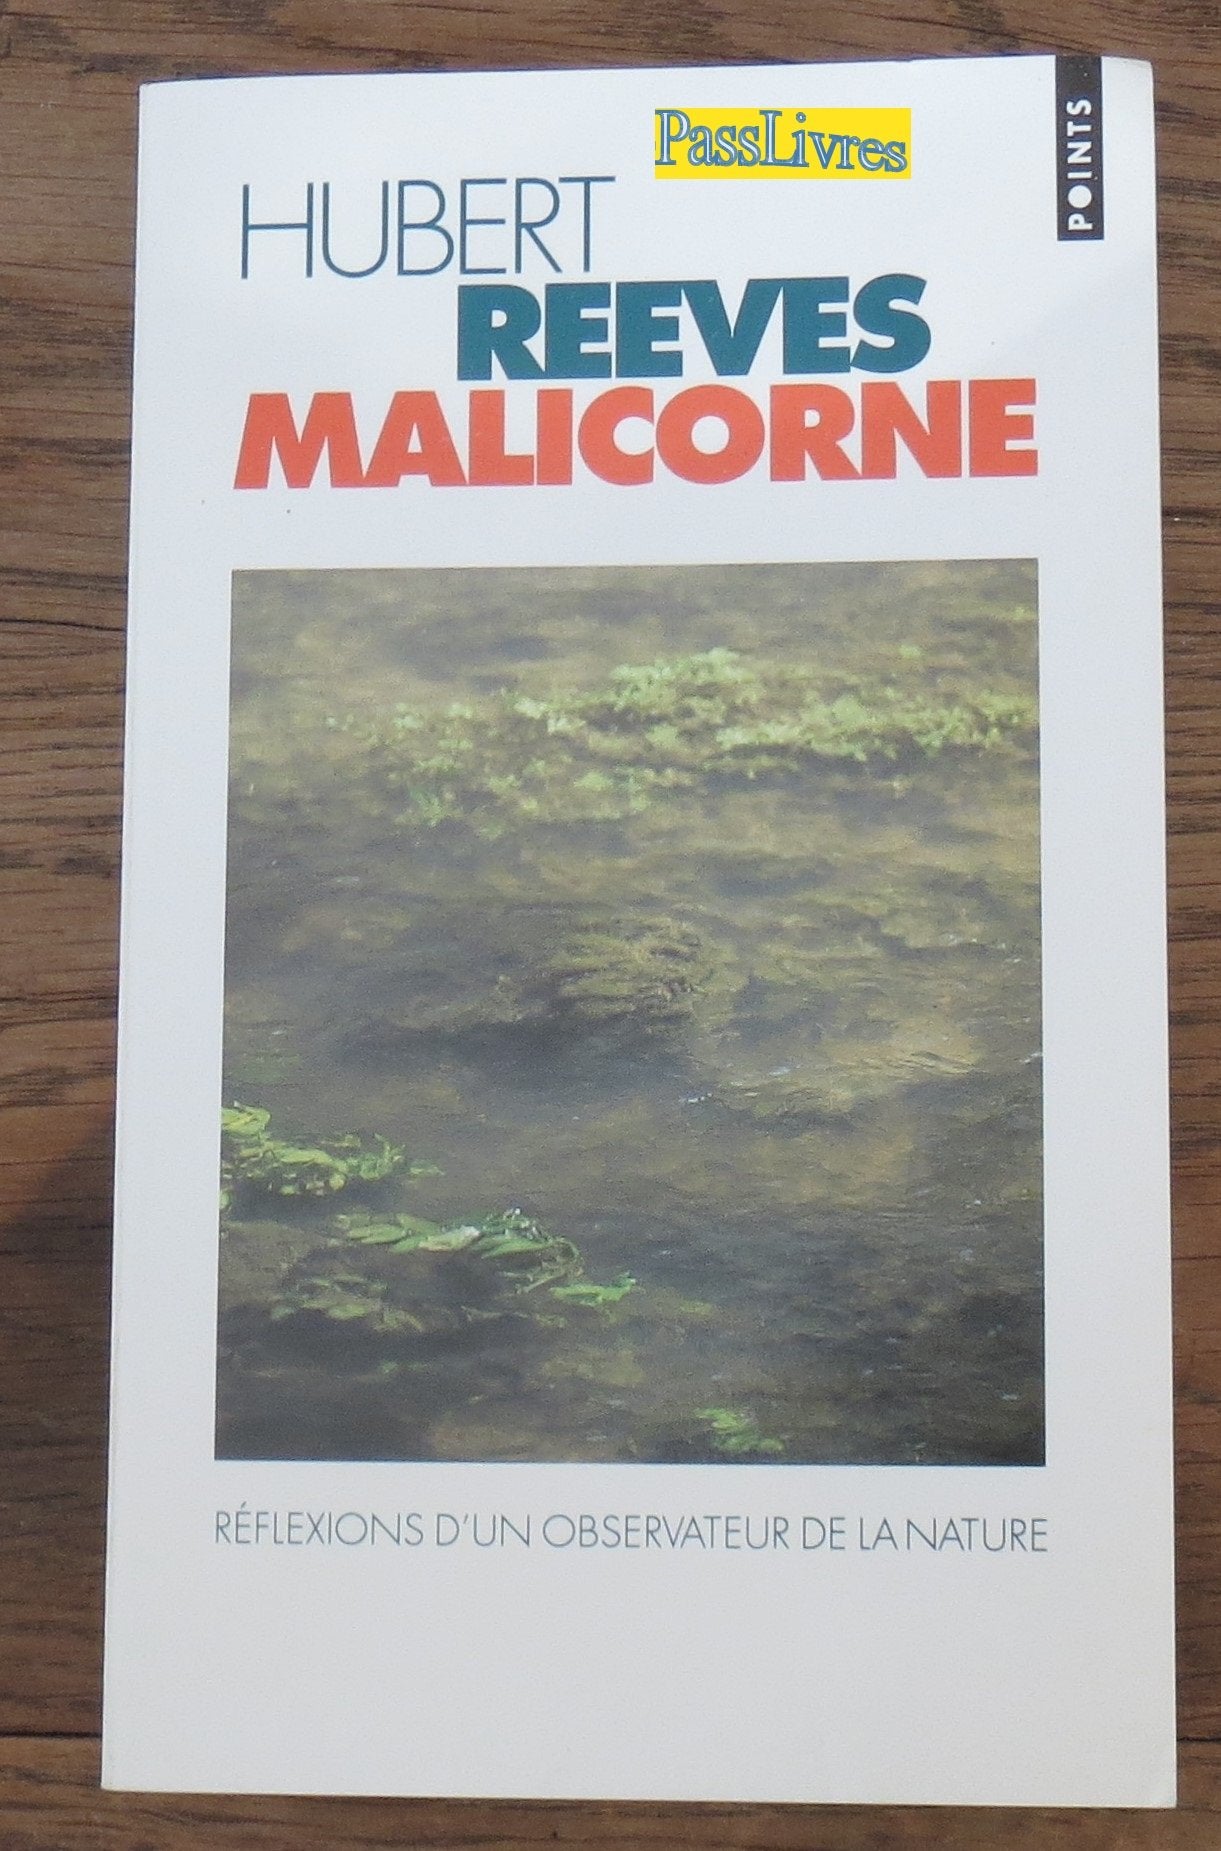 PassLivres
POINTS
HUBERT
REEVES
MALICORNE
RÉFLEXIONS D'UN OBSERVATEUR DE LA NATURE